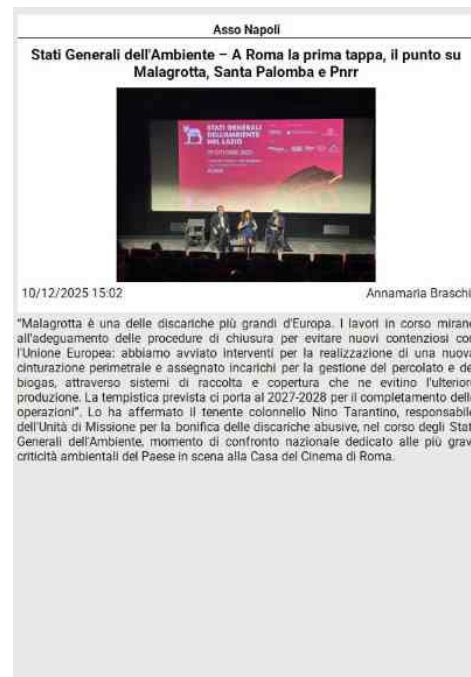 Asso Napoli
Stati Generali dell'Ambiente – A Roma la prima tappa, il punto su
Malagrotta, Santa Palomba e Pnrr
STATI GENERALI
DELL'AMBIENTE
NEL LAZIO
10/12/2025 15:02
Annamaria Braschi
"Malagrotta è una delle discariche più grandi d'Europa. I lavori in corso mirano
all'adeguamento delle procedure di chiusura per evitare nuovi contenziosi con
l'Unione Europea: abbiamo avviato interventi per la realizzazione di una nuova
cinturazione perimetrale e assegnato incarichi per la gestione del percolato e de
biogas, attraverso sistemi di raccolta e copertura che ne evitino l'ulterior
produzione. La tempistica prevista ci porta al 2027-2028 per il completamento dell
operazioni". Lo ha affermato il tenente colonnello Nino Tarantino, responsabile
dell'Unità di Missione per la bonifica delle discariche abusive, nel corso degli Stat
Generali dell'Ambiente, momento di confronto nazionale dedicato alle più grav
criticità ambientali del Paese in scena alla Casa del Cinema di Roma.